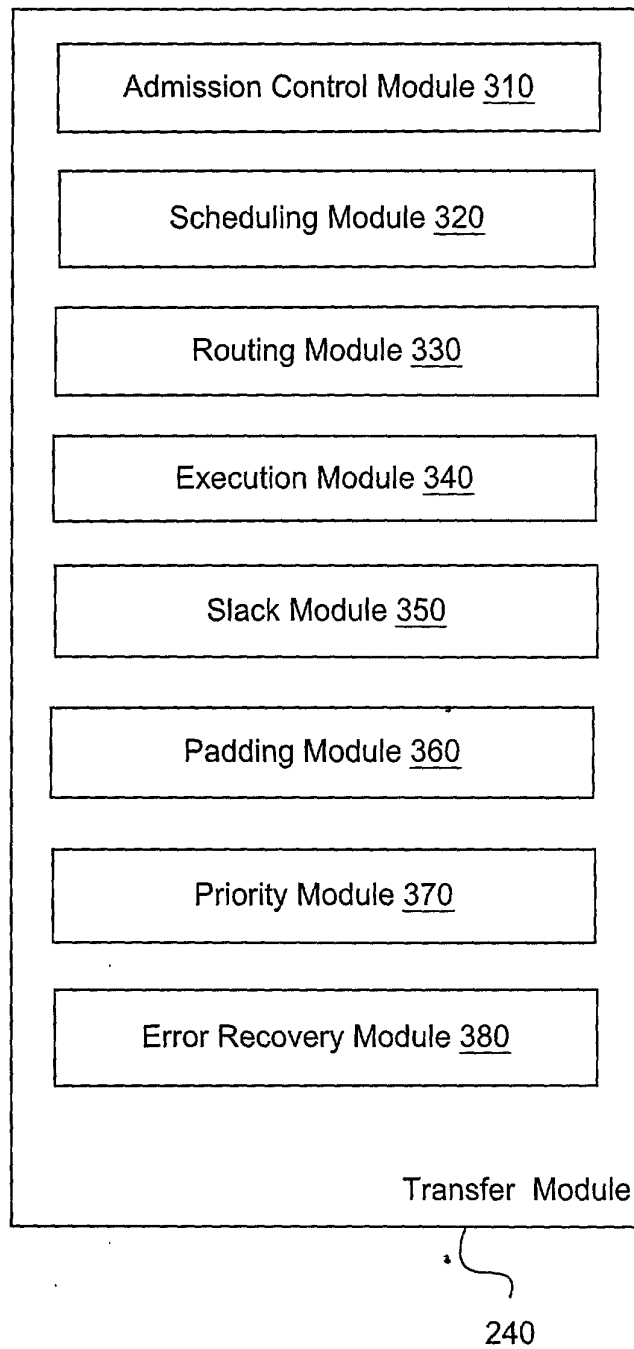 Admission Control Module 310
Scheduling Module 320
Routing Module 330
Execution Module 340
Slack Module 350
Padding Module 360
Priority Module 370
Error Recovery Module 380
Transfer Module
240